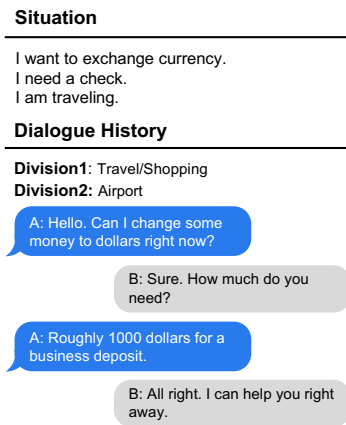 Situation
I want to exchange currency.
I need a check.
I am traveling.
Dialogue History
Division1: Travel/Shopping
Division2: Airport
A: Hello. Can I change some
money to dollars right now?
B: Sure. How much do you
need?
A: Roughly 1000 dollars for a
business deposit.
B: All right. I can help you right
away.